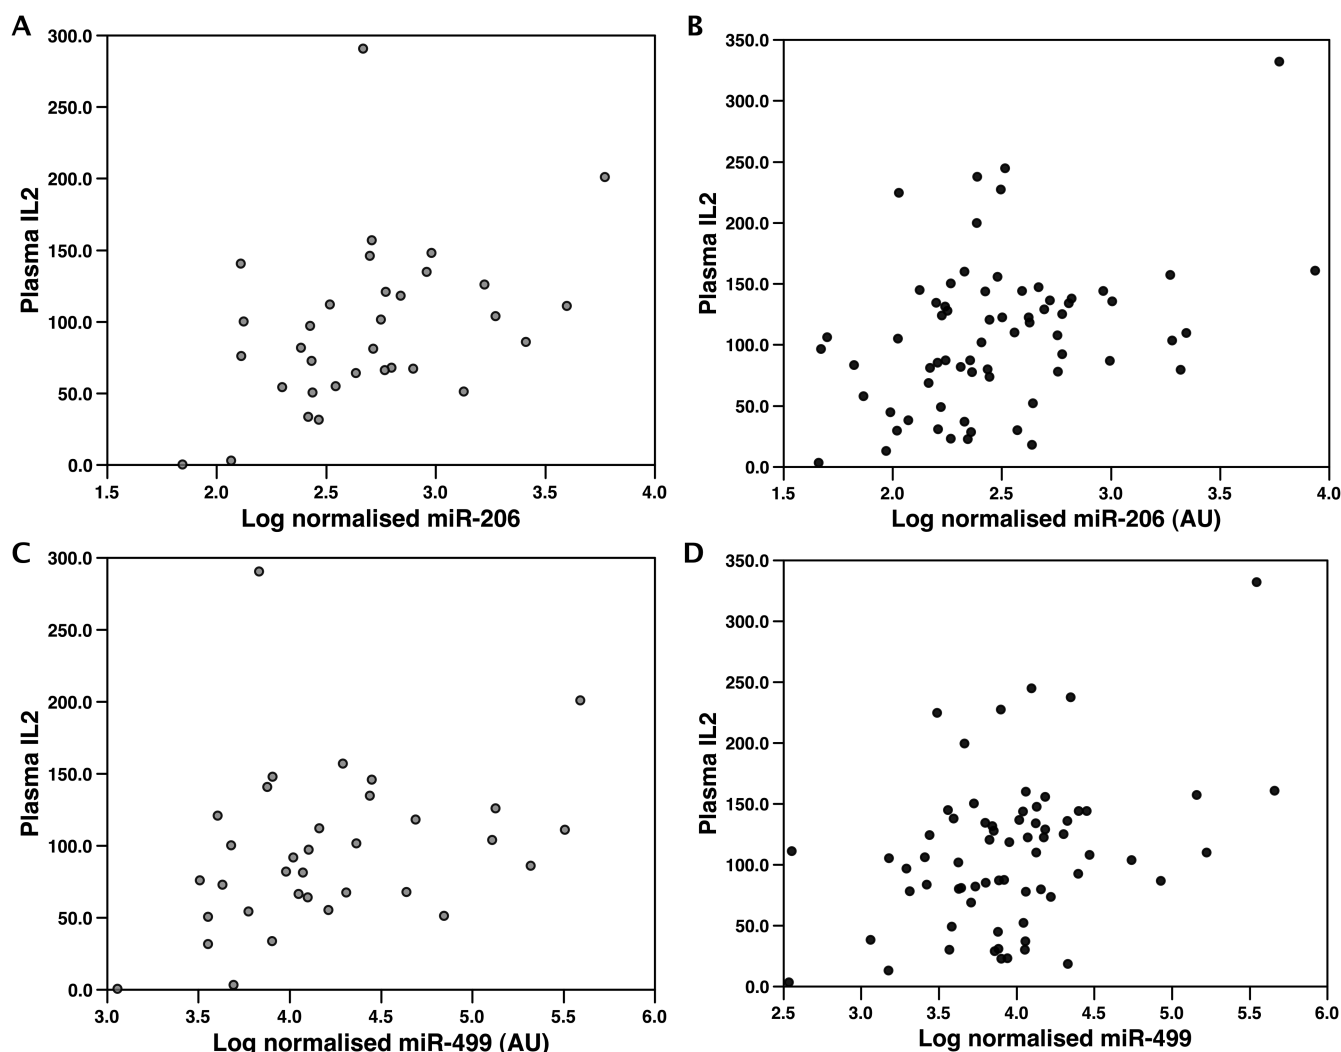 A
300.0
250.0
200.0
150.0
100.0
50.0
0.0
Plasma IL2
1.5 2.0 2.5 3.0 3.5 4.0
Log normalised miR-206
B
350.0
300.0
250.0
200.0
150.0
100.0
50.0
0.0
Plasma IL2
1.5 2.0 2.5 3.0 3.5 4.0
Log normalised miR-206 (AU)
C
300.0
250.0
200.0
150.0
100.0
50.0
0.0
Plasma IL2
3.0 3.5 4.0 4.5 5.0 5.5 6.0
Log normalised miR-499 (AU)
D
350.0
300.0
250.0
200.0
150.0
100.0
50.0
0.0
Plasma IL2
2.5 3.0 3.5 4.0 4.5 5.0 5.5 6.0
Log normalised miR-499